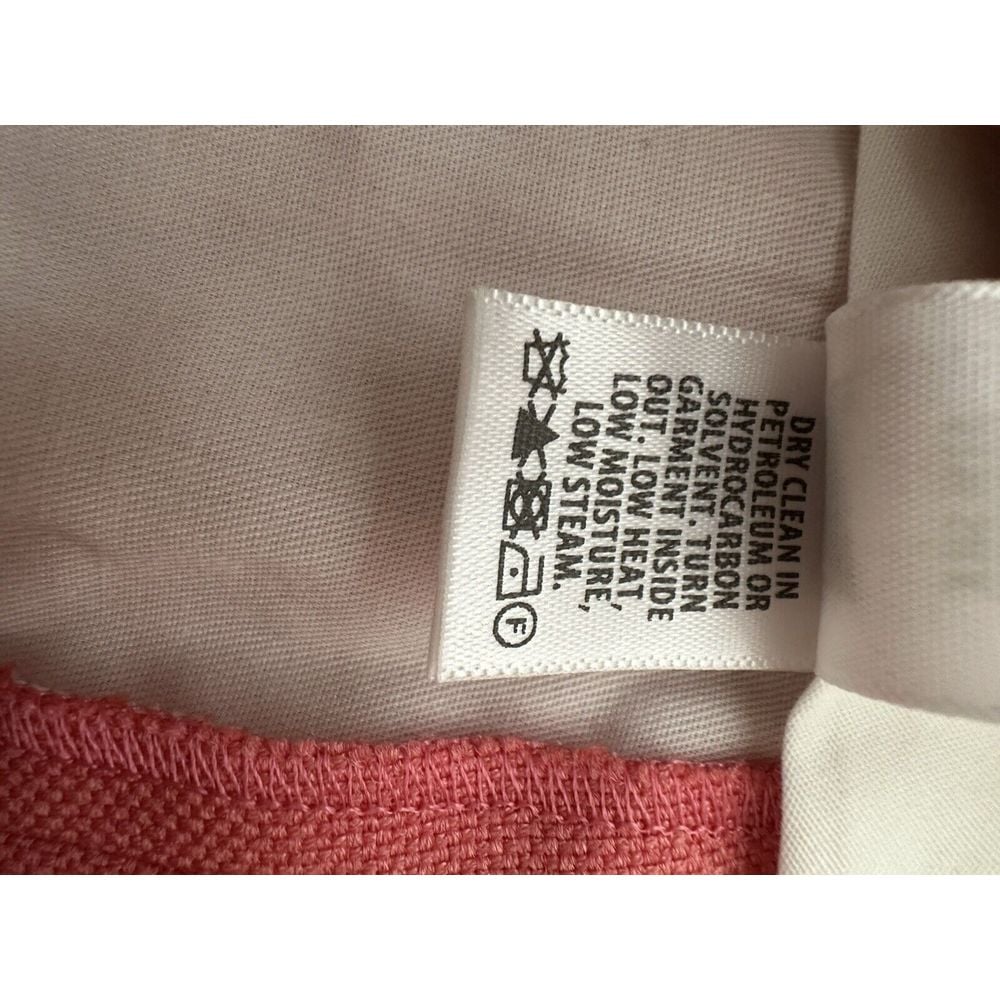 DRY CLEAN IN
PETROLEUM OR
HYDROCARBON
SOLVENT. TURN
GARMENT INSIDE
OUT. LOW HEAT,
LOW MOISTURE,
LOW STEAM.
F